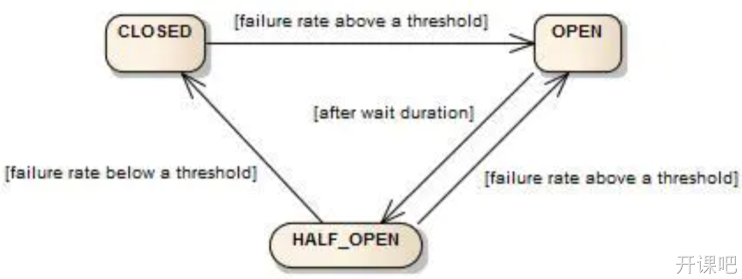 [failure rate above a threshold]
CLOSED
OPEN
[after wait duration]
[failure rate below a threshold]
[failure rate above a threshold]
HALF_OPEN
开课吧